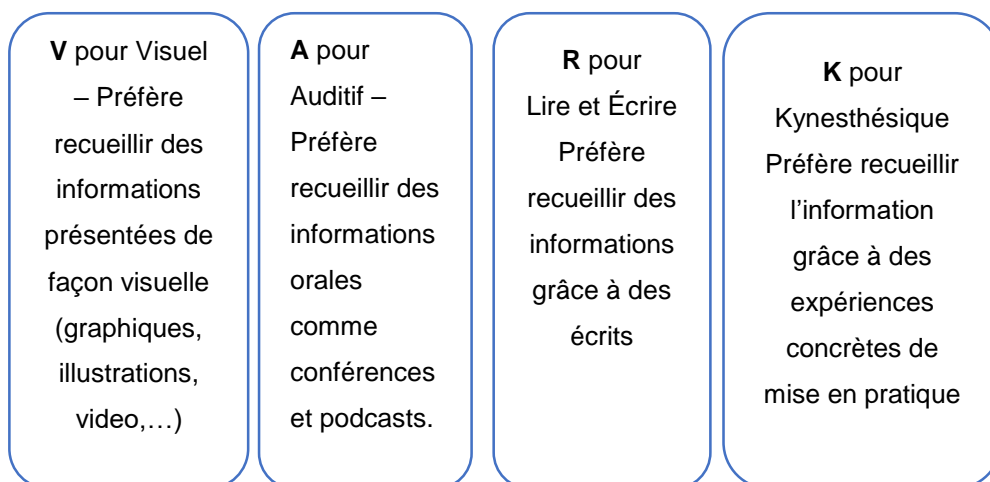 V pour Visuel
– Préfère
recueillir des
informations
présentées de
façon visuelle
(graphiques,
illustrations,
video,…)
A pour
Auditif –
Préfère
recueillir des
informations
orales
comme
conférences
et podcasts.
R pour
Lire et Écrire
Préfère
recueillir des
informations
grâce à des
écrits
K pour
Kynesthésique
Préfère recueillir
l’information
grâce à des
expériences
concrètes de
mise en pratique